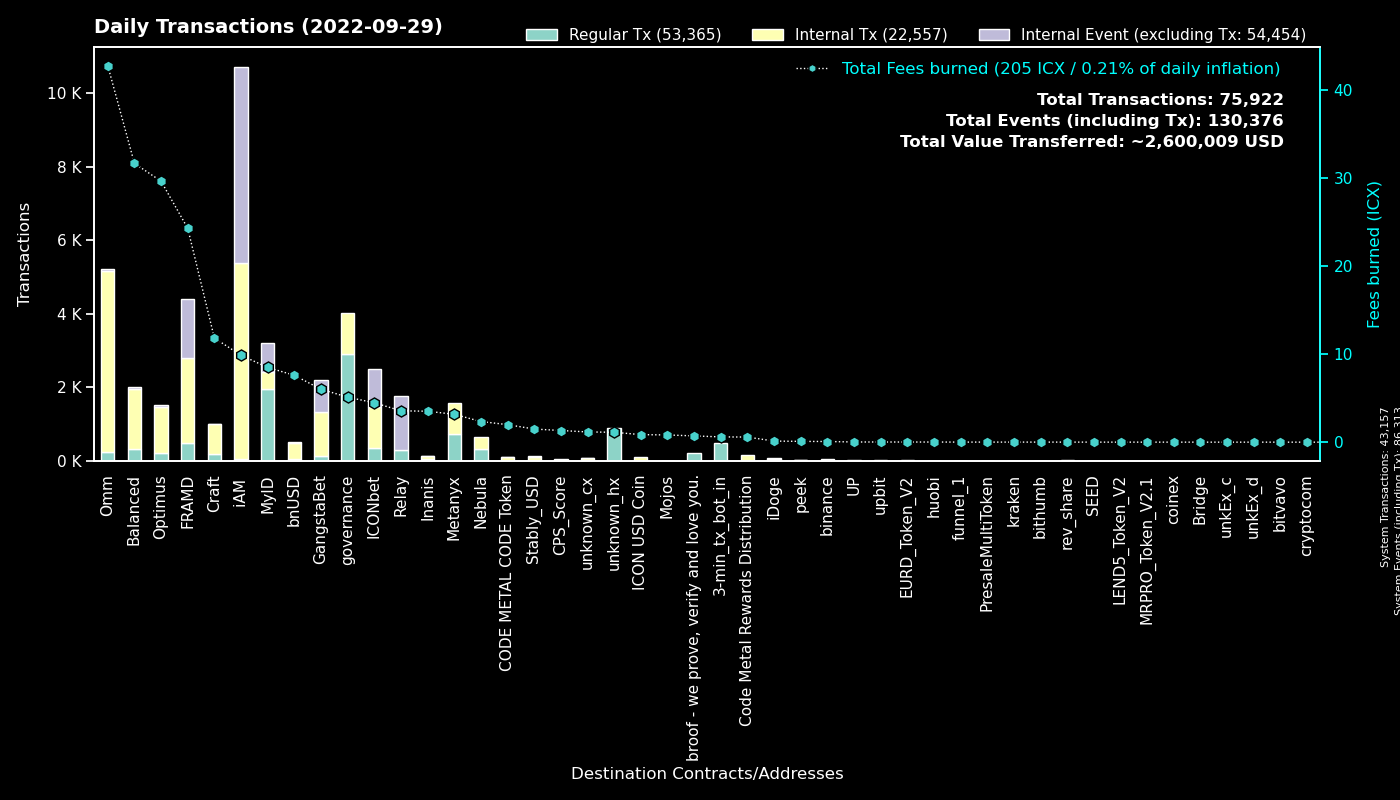 Daily Transactions (2022-09-29)
Regular Tx (53,365)
Internal Tx (22,557)
Internal Event (excluding Tx: 54,454)
Total Fees burned (205 ICX / 0.21% of daily inflation)
Total Transactions: 75,922
Total Events (including Tx): 130,376
Total Value Transferred: ~2,600,009 USD
Transactions
10 K
8 K
6 K
4 K
2 K
0 K
Fees burned (ICX)
40
30
20
10
0
System Transactions: 43,157
System Events (including Tx): 86,313
Omm
Balanced
Optimus
FRAMD
Craft
iAM
MyID
bnUSD
GangstaBet
governance
ICONbet
Relay
Inanis
Metanyx
Nebula
CODE METAL CODE Token
Stably_USD
CPS_Score
unknown_cx
unknown_hx
ICON USD Coin
Mojos
broof - we prove, verify and love you.
3-min_tx_bot_in
Code Metal Rewards Distribution
iDoge
peek
binance
UP
upbit
EURD_Token_V2
huobi
funnel_1
PresaleMultiToken
kraken
bithumb
rev_share
SEED
LEND5_Token_V2
MRPRO_Token_V2.1
coinex
Bridge
unkEx_c
unkEx_d
bitvavo
cryptocom
Destination Contracts/Addresses